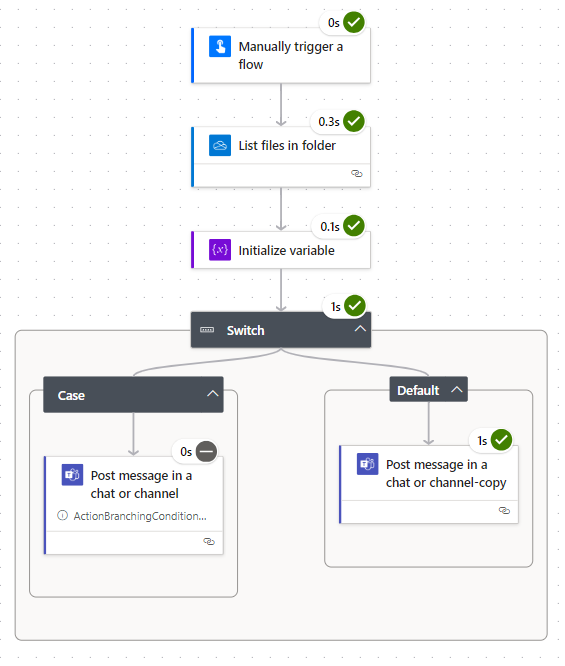 0s
Manually trigger a
flow
0.3s
List files in folder
0.1s
{x}
Initialize variable
1s
Switch
Case
Default
0s
Post message in a
chat or channel
ActionBranchingCondition...
1s
Post message in a
chat or channel-copy